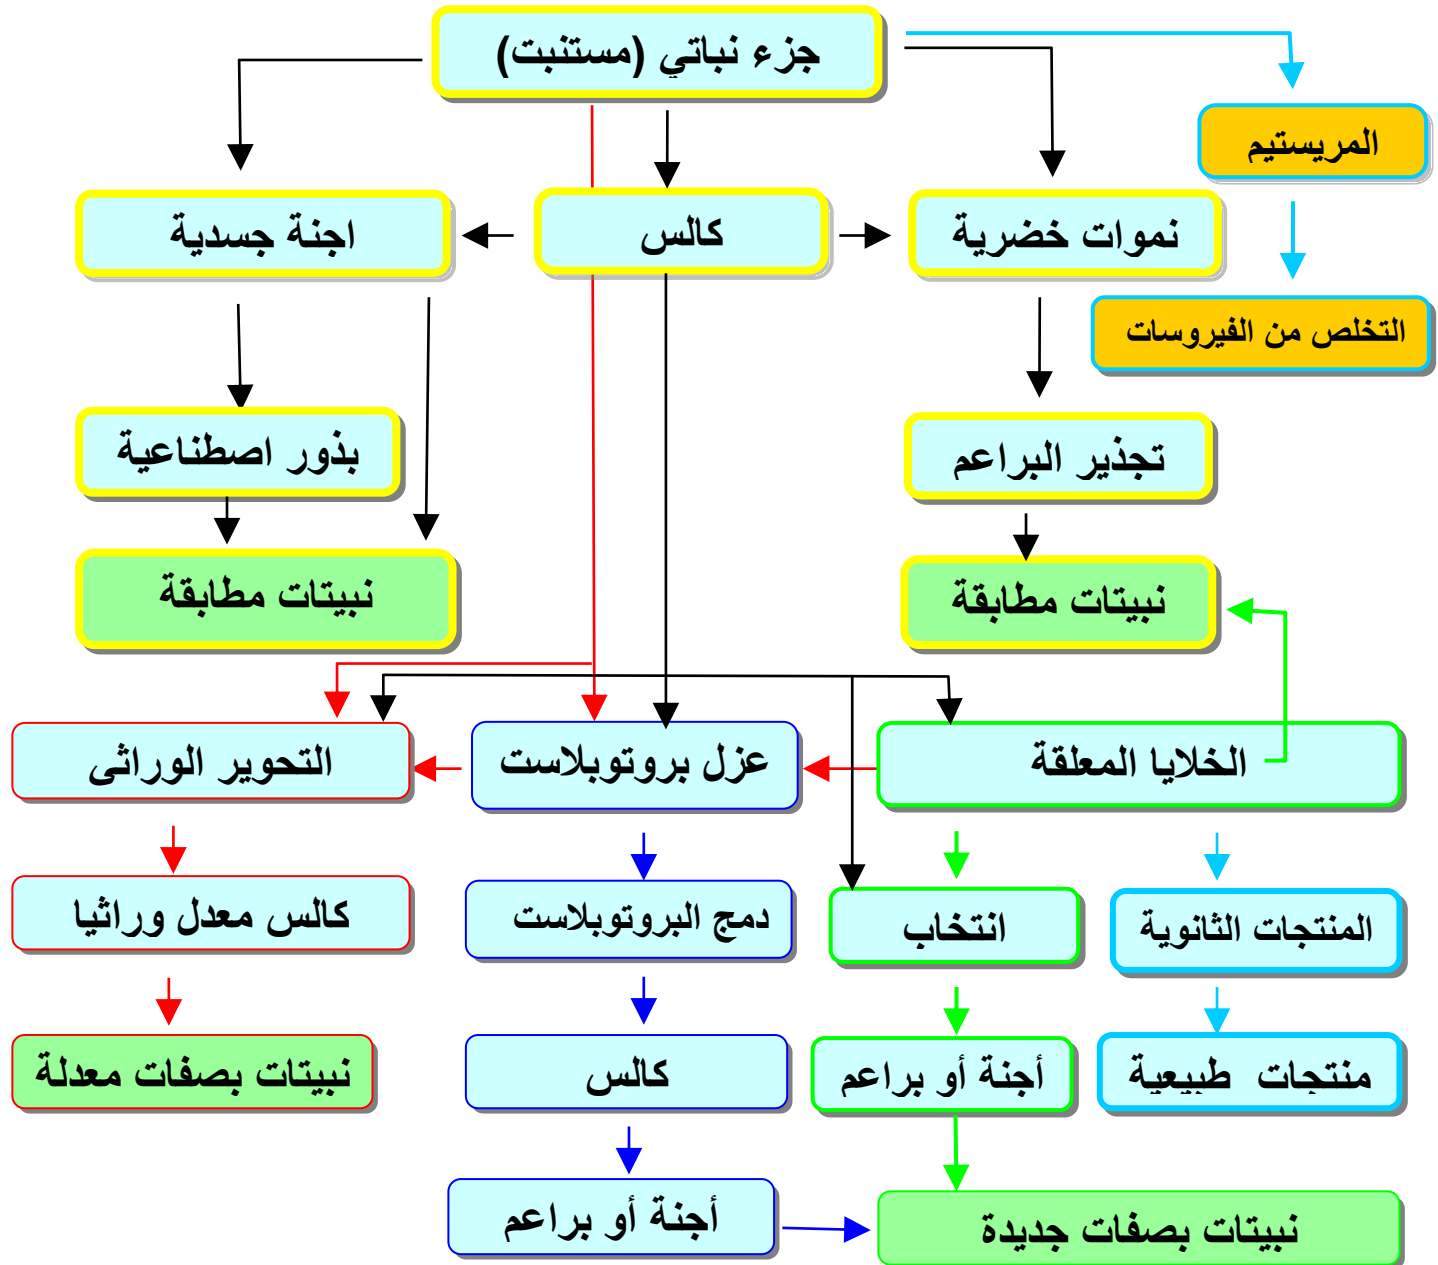 جزء نباتي (مستنبت)
المريستيم
نموات خضرية
كالس
اجنة جسدية
التخلص من الفيروسات
تجذير البراعم
بذور اصطناعية
نبيتات مطابقة
نبيتات مطابقة
الخلايا المعلقة
عزل بروتوبلاست
التحوير الوراثى
المنتجات الثانوية
انتخاب
دمج البروتوبلاست
كالس معدل وراثيا
منتجات طبيعية
أجنة أو براعم
كالس
نبيتات بصفات معدلة
نبيتات بصفات جديدة
أجنة أو براعم